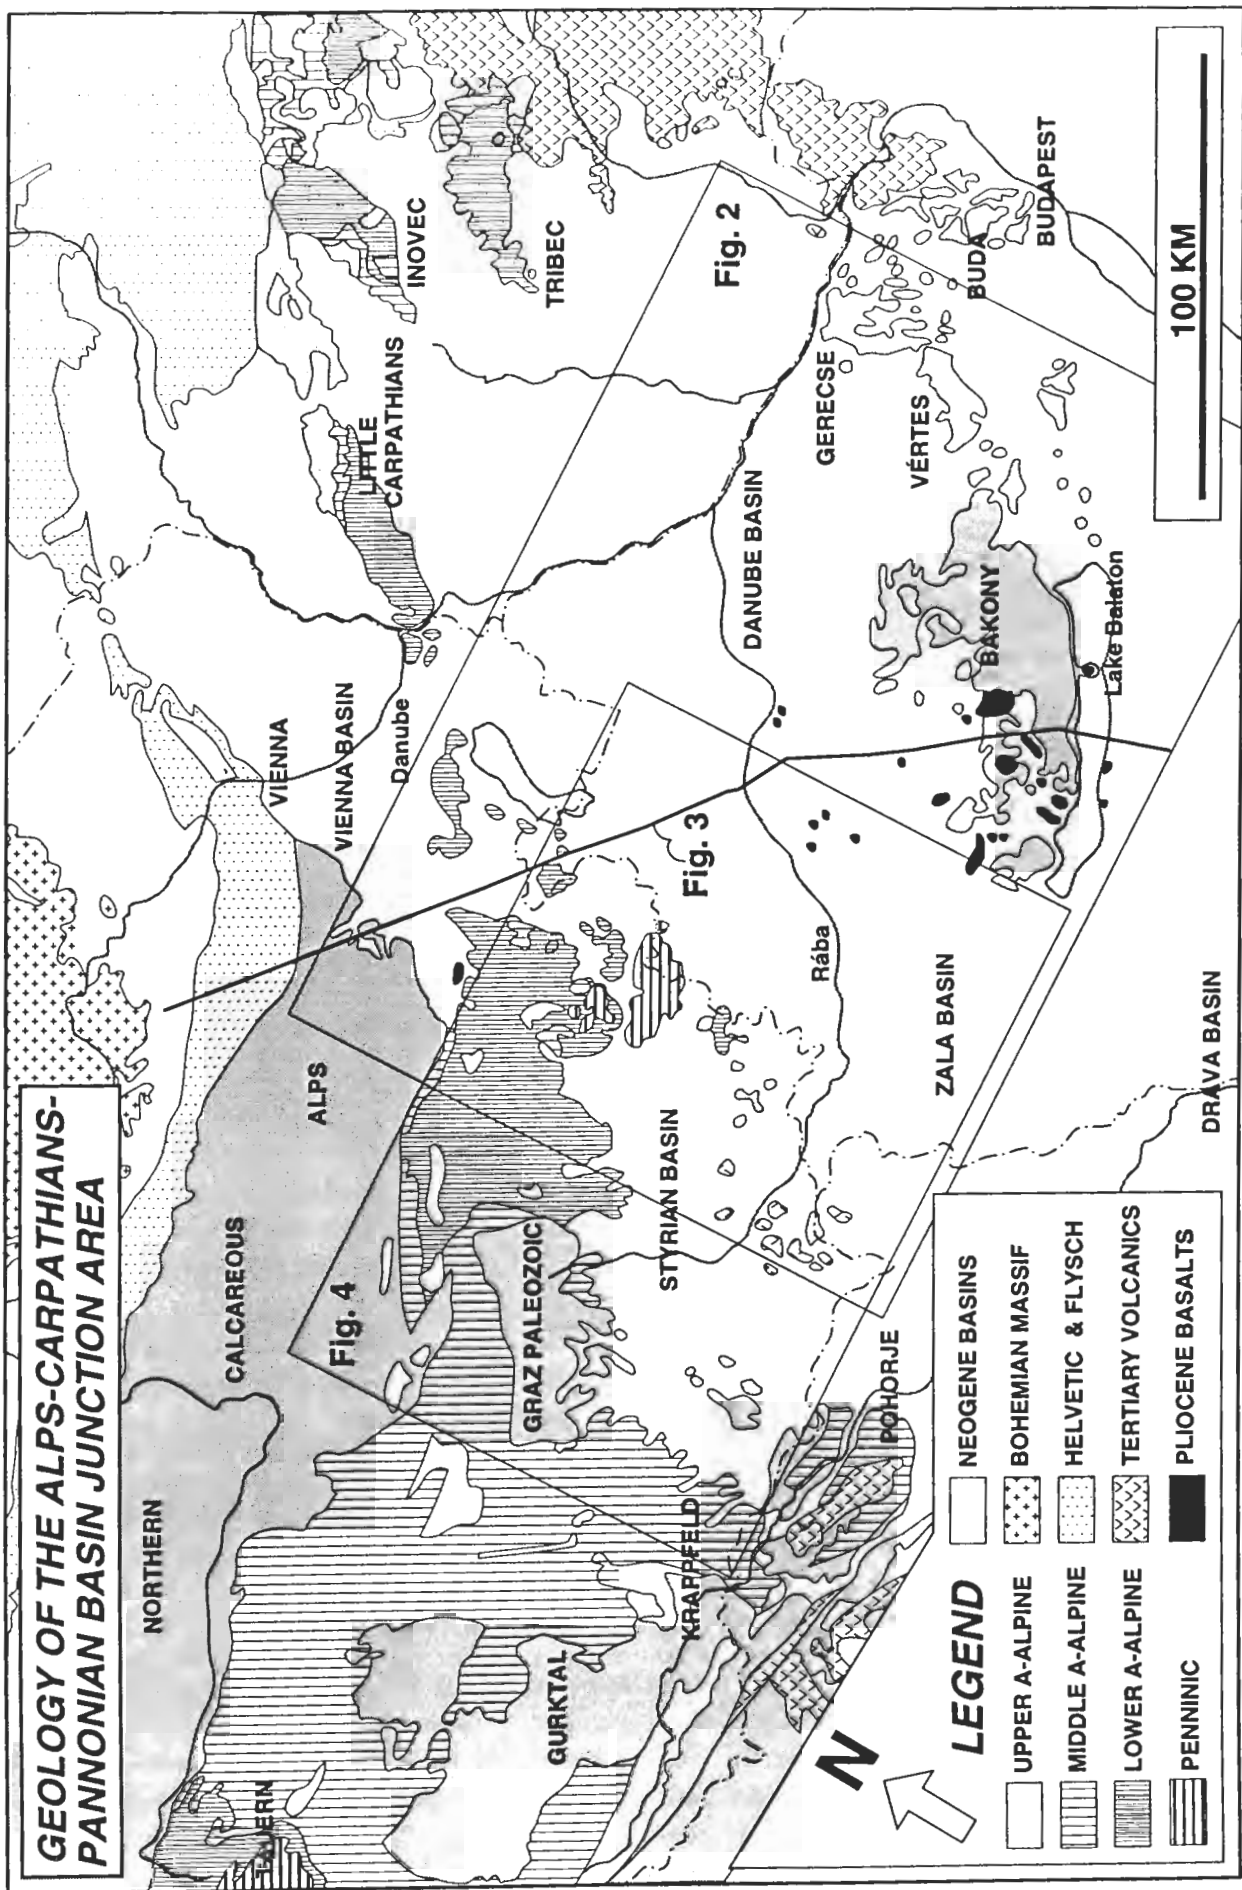 GEOLOGY OF THE ALPS-CARPATHIANS-
PANNONIAN BASIN JUNCTION AREA
NORTHERN
CALCAREOUS
ALPS
VIENNA
VIENNA BASIN
Danube
LITTLE
CARPATHIANS
INOVEC
TRIBEC
Fig. 2
Fig. 4
Fig. 3
GRAZ PALEOZOIC
STYRIAN BASIN
DANUBE BASIN
GERECSE
VÉRTES
BUDA
BUDAPEST
BAKONY
Lake Balaton
Rába
ZALA BASIN
DRAVA BASIN
GURKTAL
KRAPPFELD
POHORJE
N
LEGEND
UPPER A-ALPINE
MIDDLE A-ALPINE
LOWER A-ALPINE
PENNINIC
NEOGENE BASINS
BOHEMIAN MASSIF
HELVETIC & FLYSCH
TERTIARY VOLCANICS
PLIOCENE BASALTS
100 KM